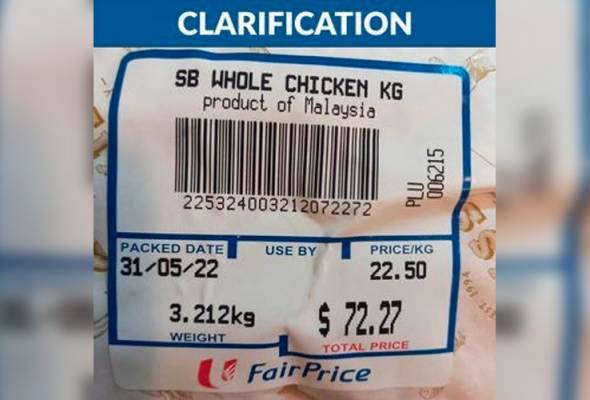 CLARIFICATION
SB WHOLE CHICKEN KG
product of Malaysia
225324003212072272
PLU 006215
PACKED DATE USE BY PRICE/KG
31/05/22 22.50
3.212kg $ 72.27
WEIGHT TOTAL PRICE
FairPrice